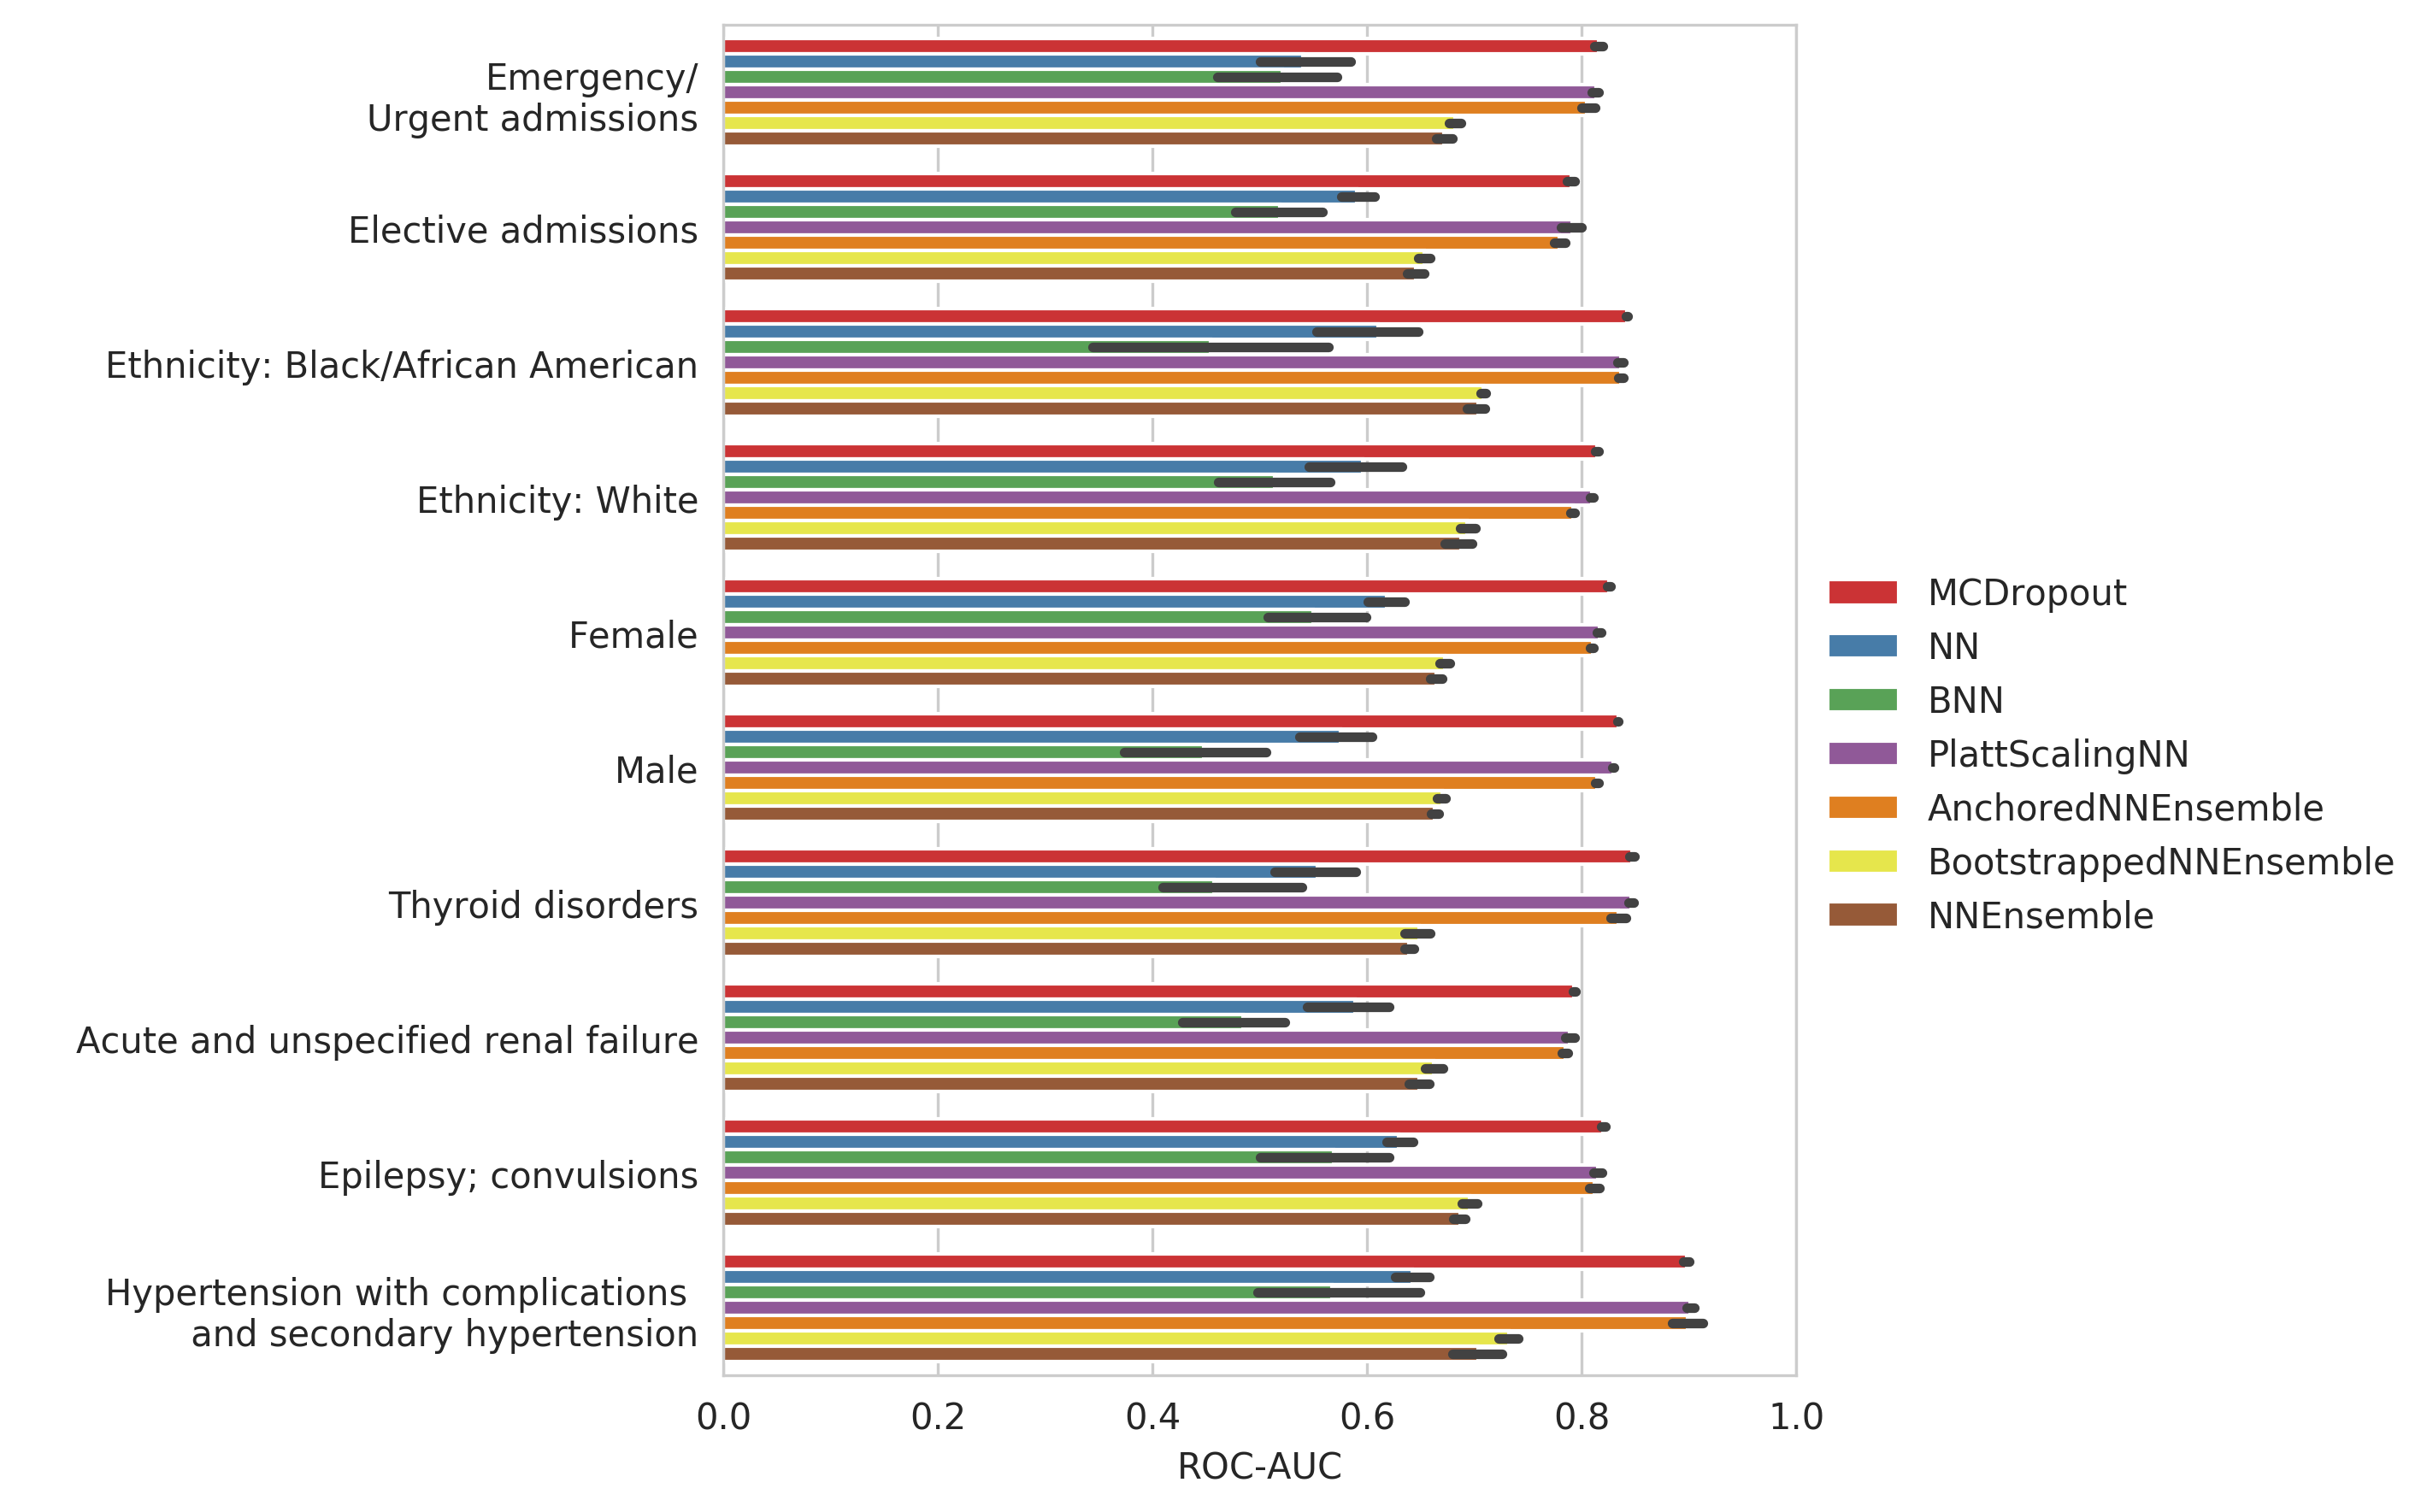 Emergency/
Urgent admissions
Elective admissions
Ethnicity: Black/African American
Ethnicity: White
Female
Male
Thyroid disorders
Acute and unspecified renal failure
Epilepsy; convulsions
Hypertension with complications
and secondary hypertension
0.0 0.2 0.4 0.6 0.8 1.0
ROC-AUC
MCDropout
NN
BNN
PlattScalingNN
AnchoredNNEnsemble
BootstrappedNNEnsemble
NNEnsemble